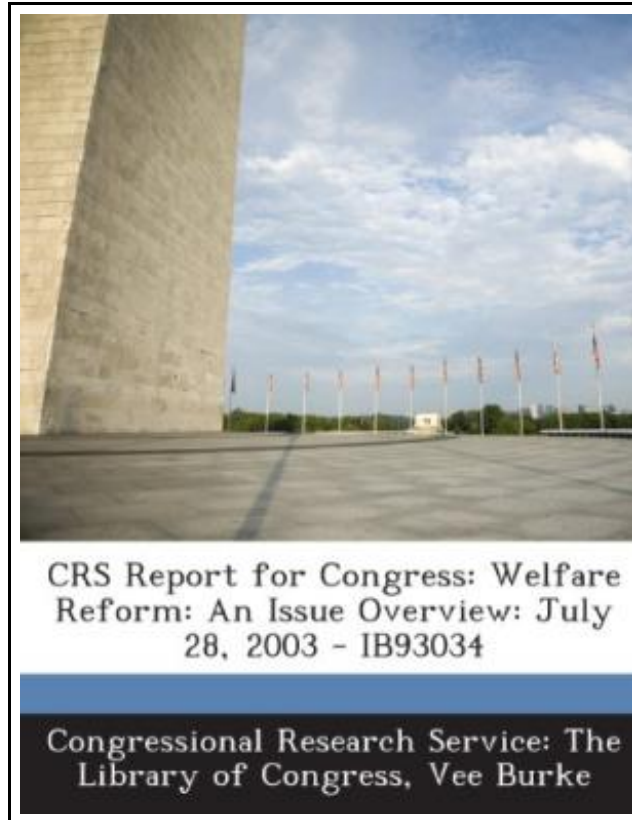 CRS Report for Congress: Welfare
Reform: An Issue Overview: July
28, 2003 - IB93034
Congressional Research Service: The
Library of Congress, Vee Burke